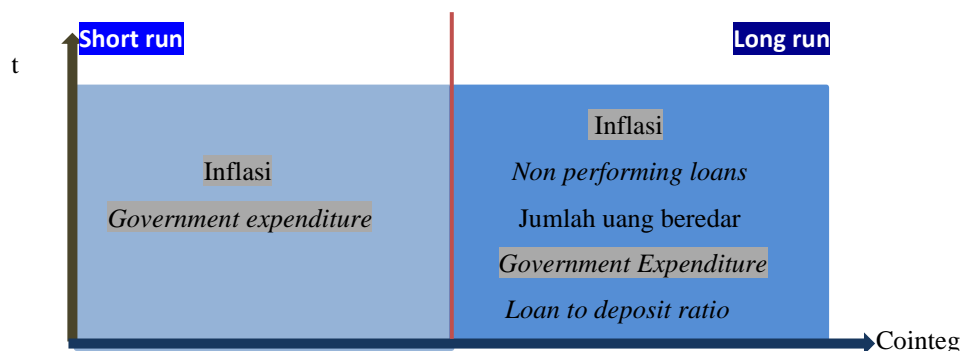 Short run
Long run
t
Inflasi
Government expenditure
Inflasi
Non performing loans
Jumlah uang beredar
Government Expenditure
Loan to deposit ratio
Cointeg